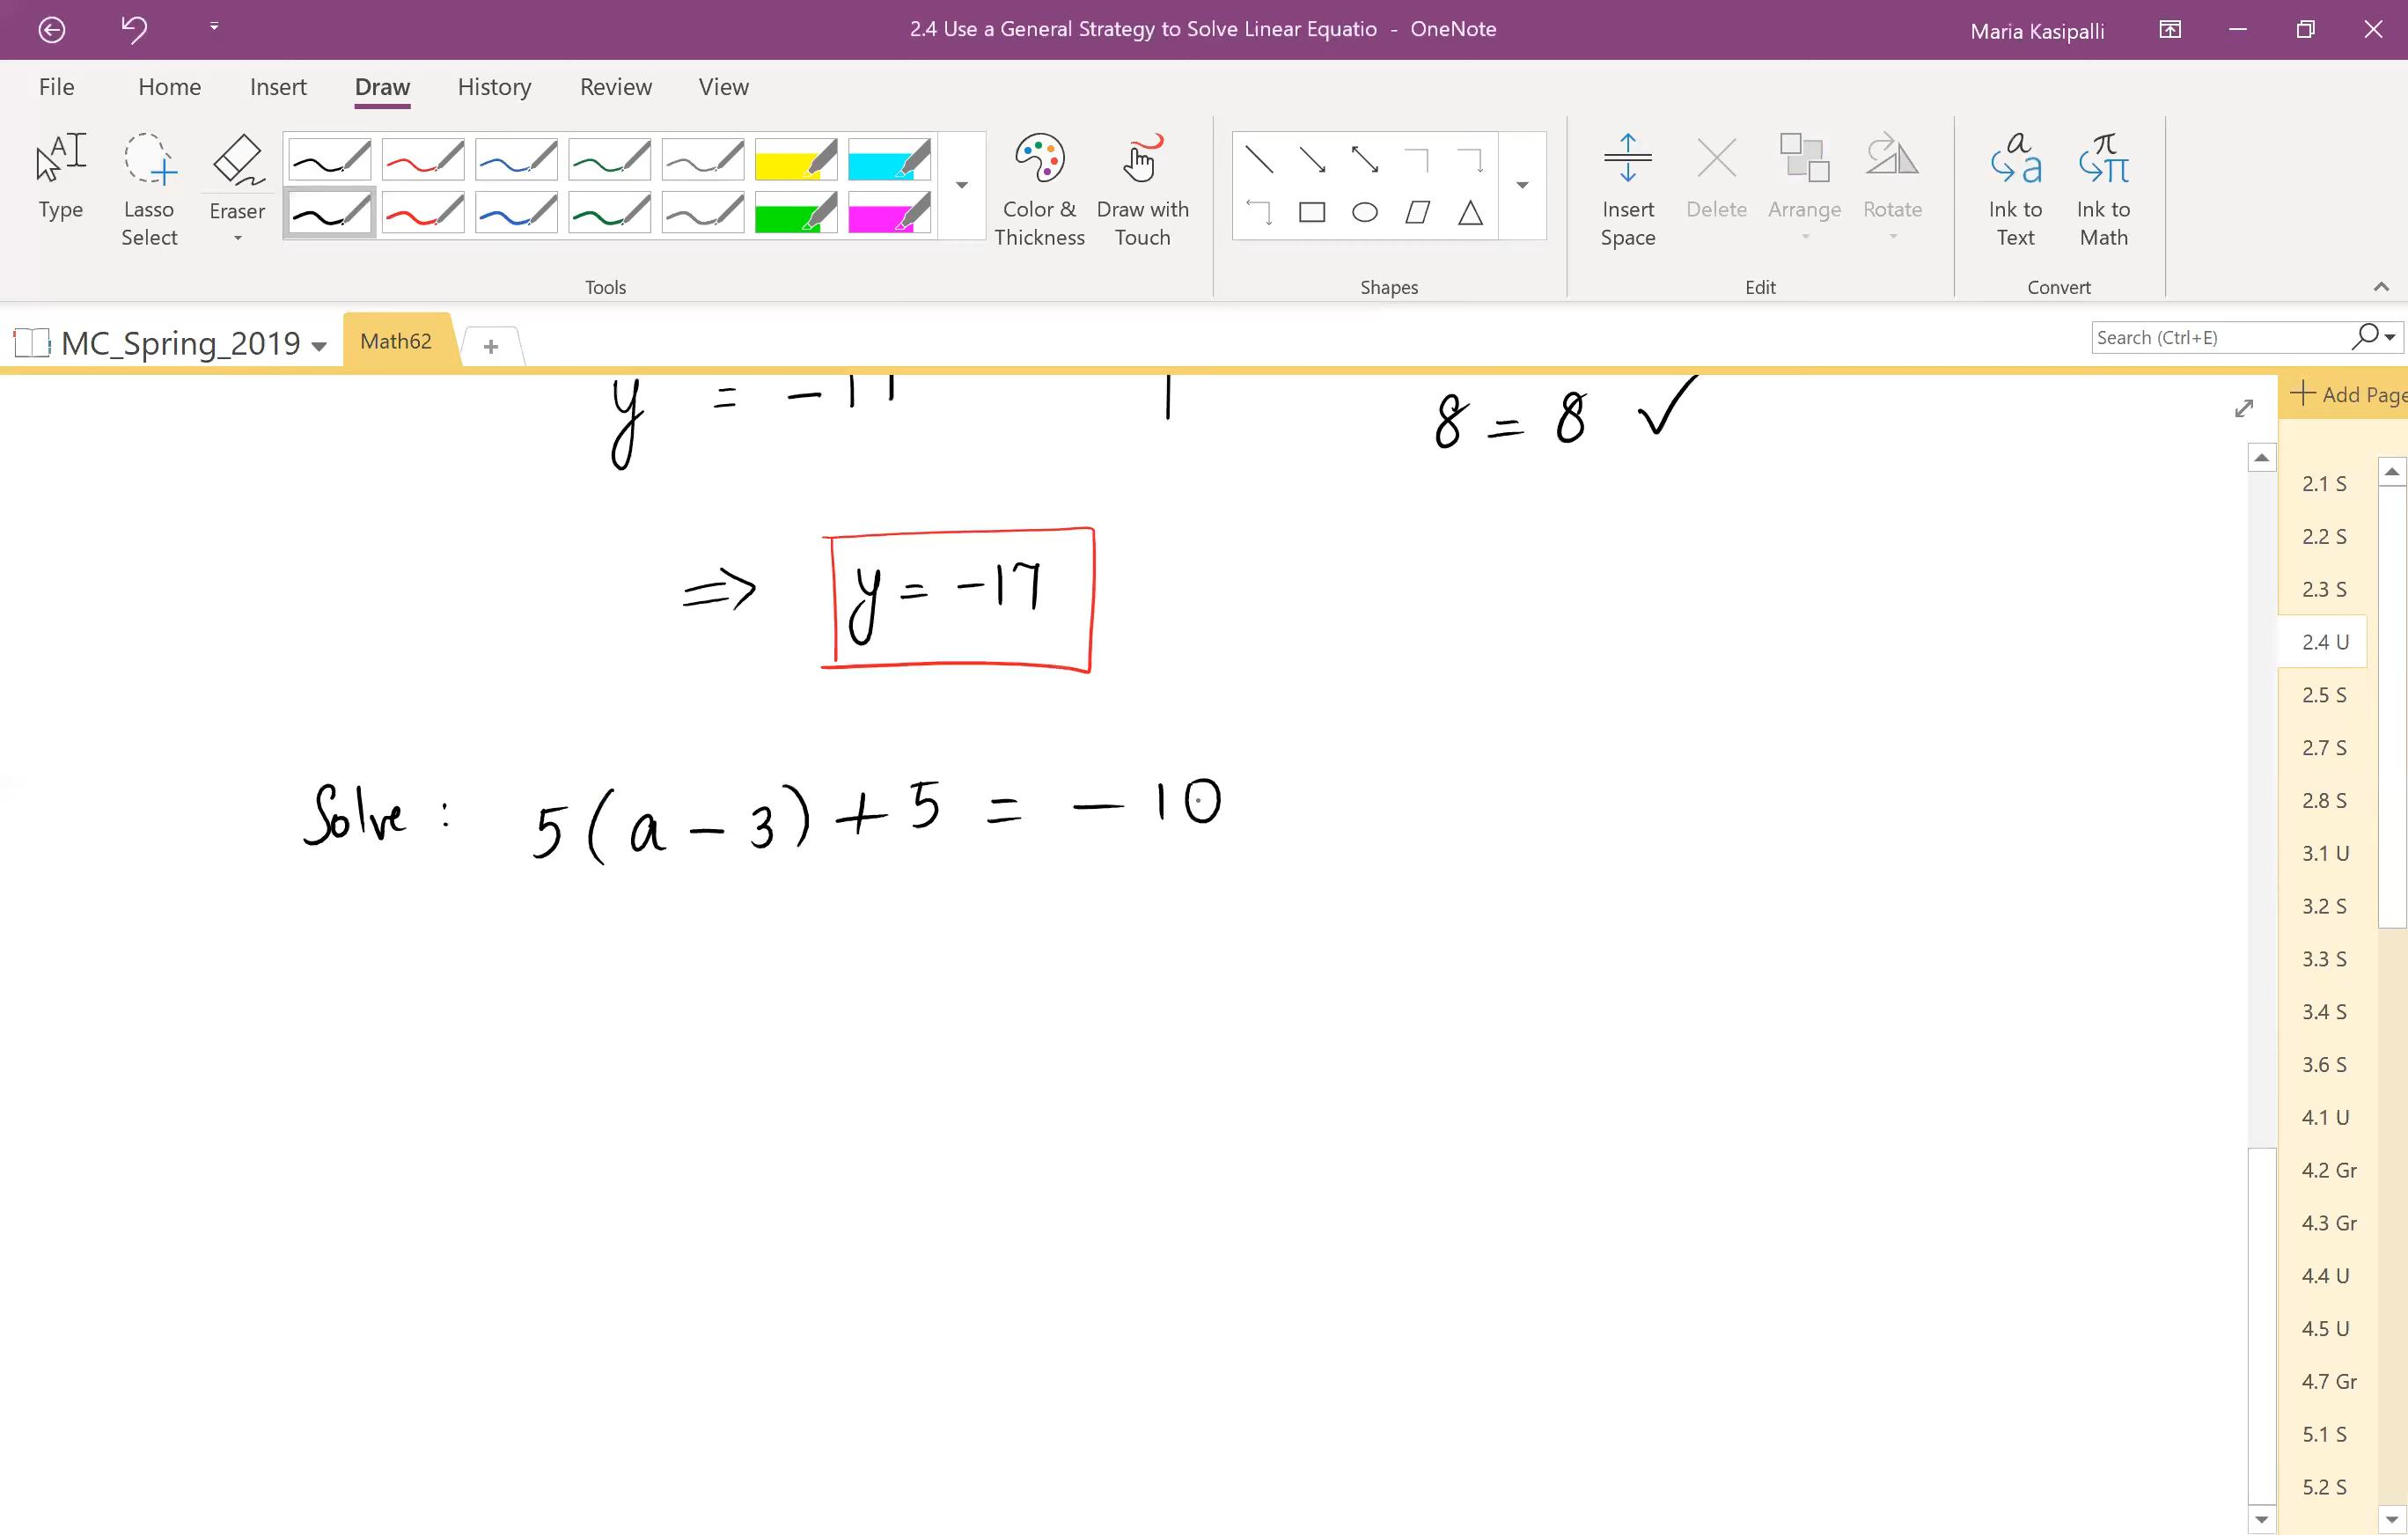 2.4 Use a General Strategy to Solve Linear Equatio - OneNote
Maria Kasipalli
File Home Insert Draw History Review View
Type
Lasso Select
Eraser
Color & Thickness
Draw with Touch
Insert Space
Delete
Arrange
Rotate
Ink to Text
Ink to Math
Tools
Shapes
Edit
Convert
MC_Spring_2019
Math62
Search (Ctrl+E)
Add Page
y = -17
8 = 8 ✓
⇒ y = -17
Solve : 5(a - 3) + 5 = -10
2.1 S
2.2 S
2.3 S
2.4 U
2.5 S
2.7 S
2.8 S
3.1 U
3.2 S
3.3 S
3.4 S
3.6 S
4.1 U
4.2 Gr
4.3 Gr
4.4 U
4.5 U
4.7 Gr
5.1 S
5.2 S